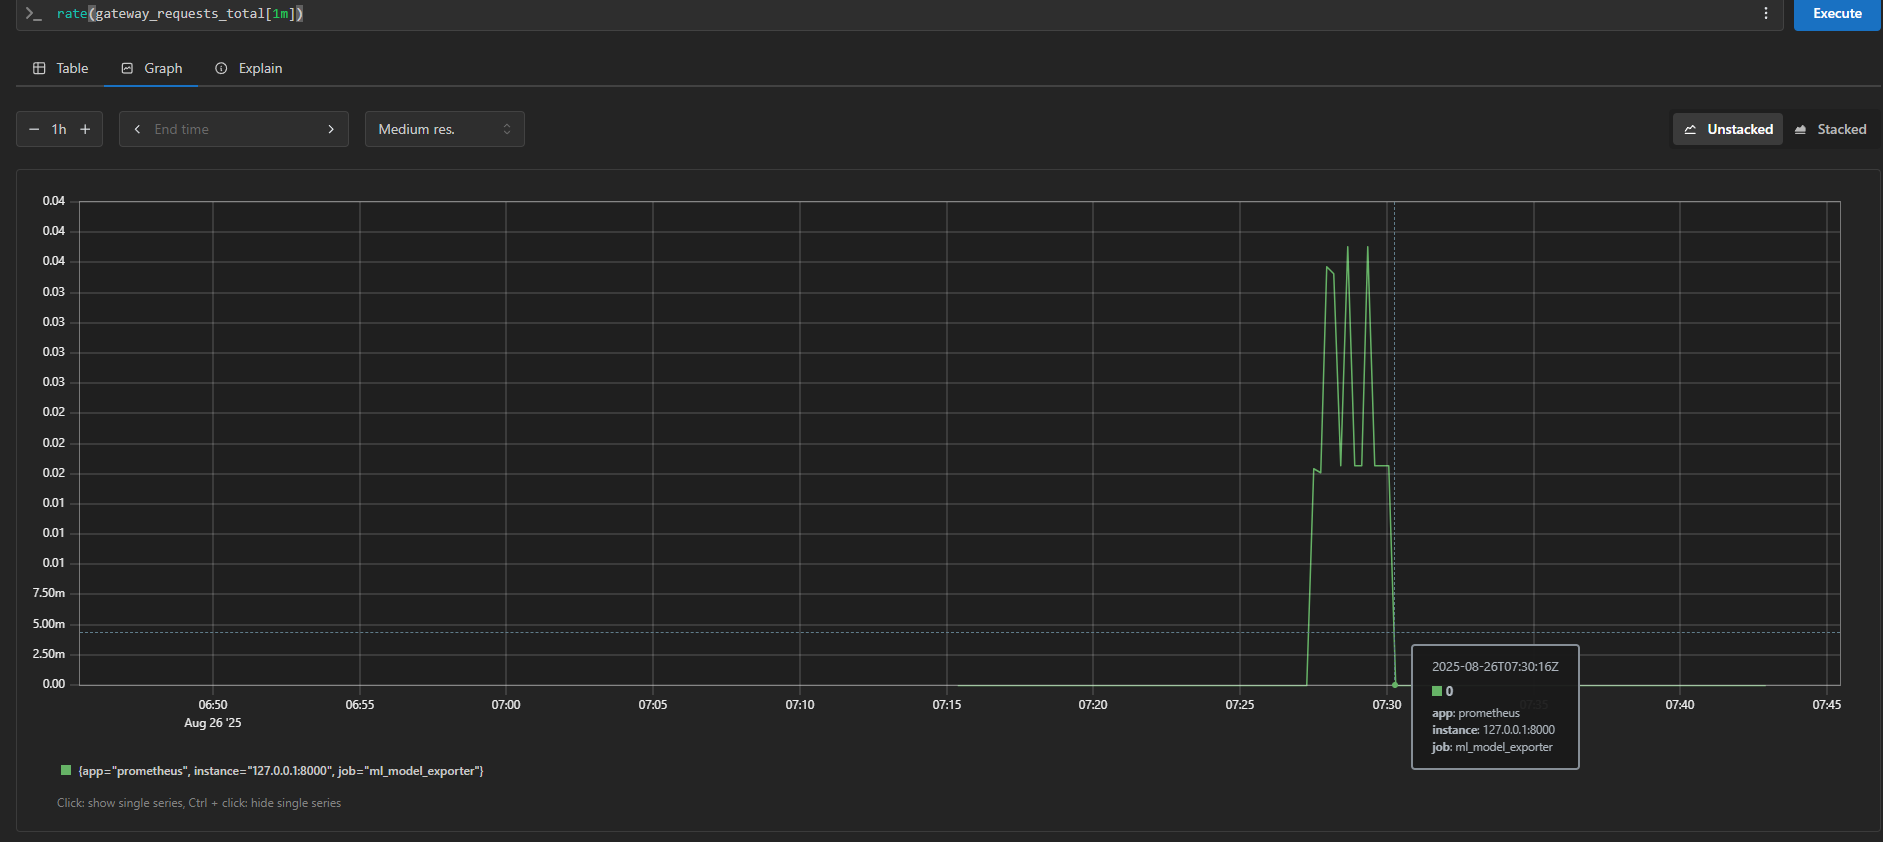 >_ rate(gateway_requests_total[1m])
Execute
Table Graph Explain
1h End time Medium res. Unstacked Stacked
0.04
0.04
0.04
0.03
0.03
0.03
0.03
0.02
0.02
0.02
0.01
0.01
0.01
7.50m
5.00m
2.50m
0.00
06:50 06:55 07:00 07:05 07:10 07:15 07:20 07:25 07:30 07:35 07:40 07:45
Aug 26 '25
2025-08-26T07:30:16Z
0
app: prometheus
instance: 127.0.0.1:8000
job: ml_model_exporter
{app="prometheus", instance="127.0.0.1:8000", job="ml_model_exporter"}
Click: show single series, Ctrl + click: hide single series